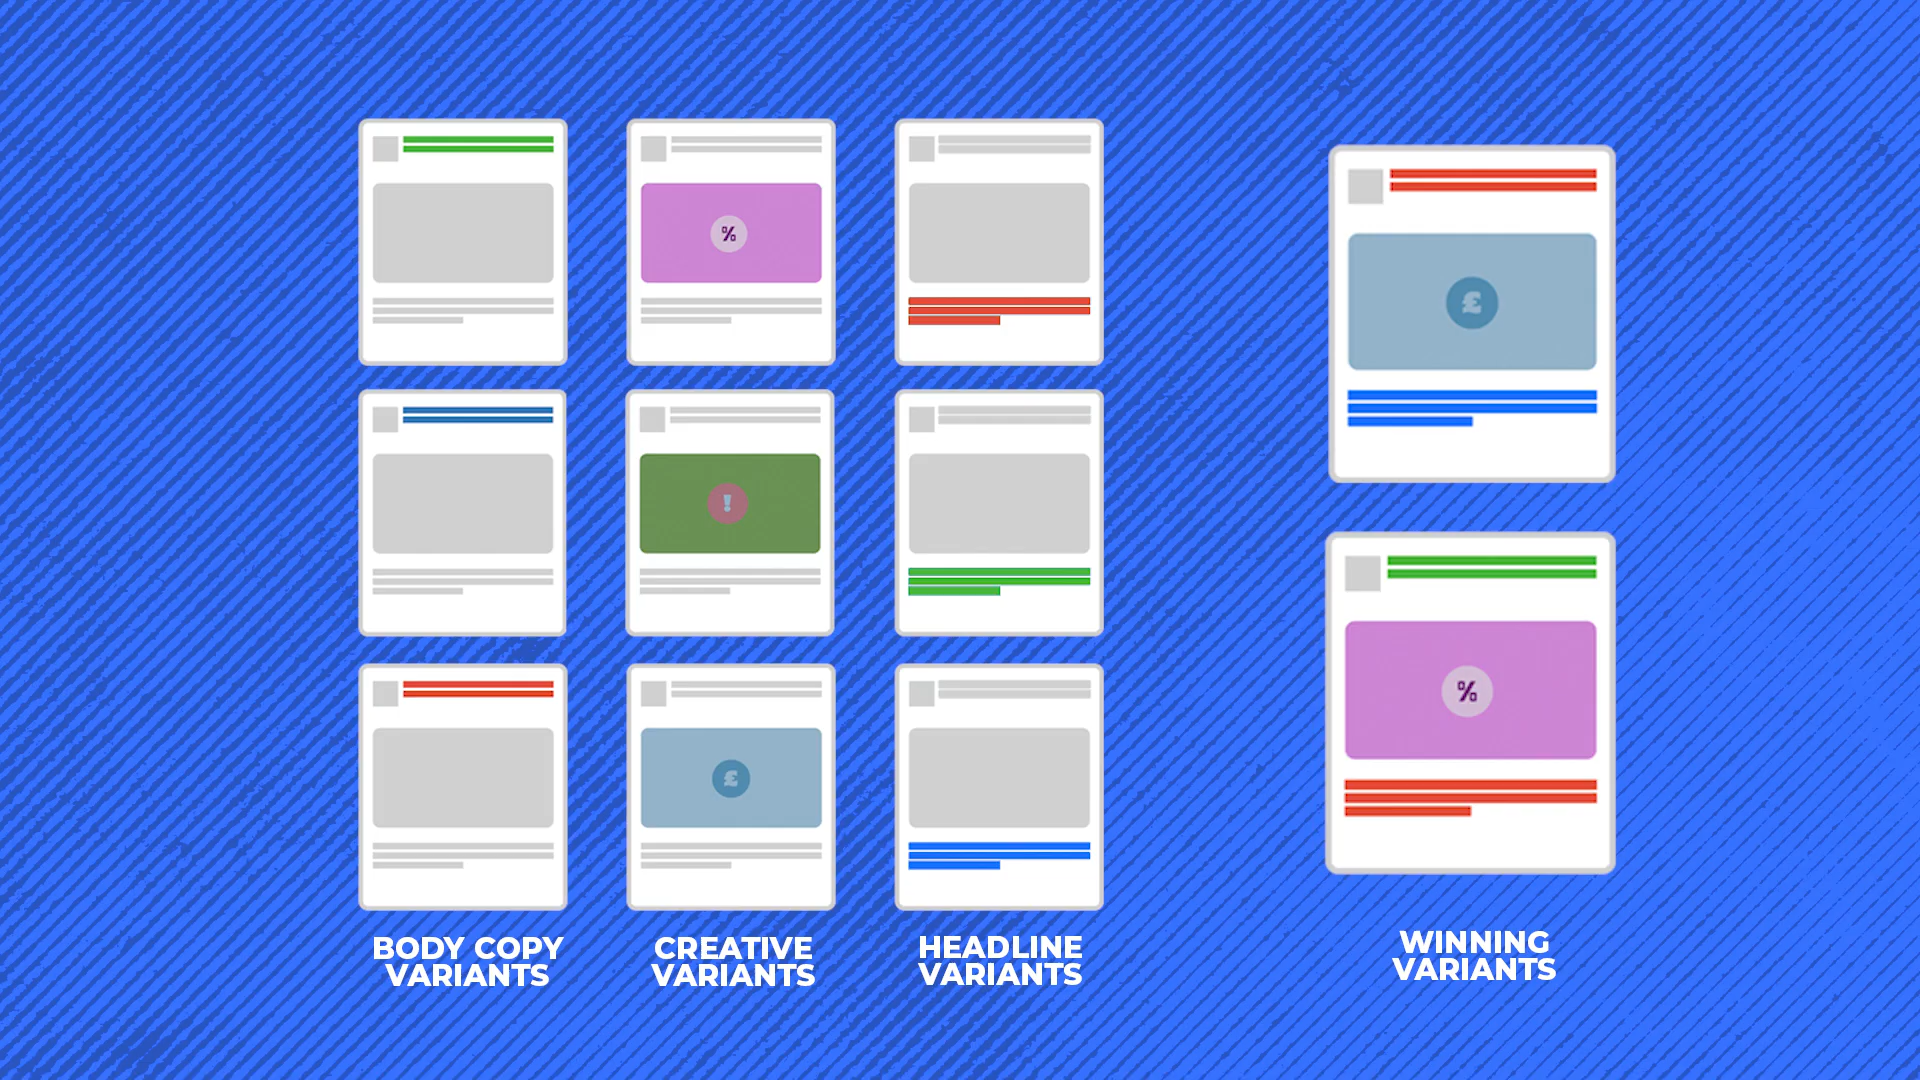 %
!
£
£
%
BODY COPY
VARIANTS
CREATIVE
VARIANTS
HEADLINE
VARIANTS
WINNING
VARIANTS